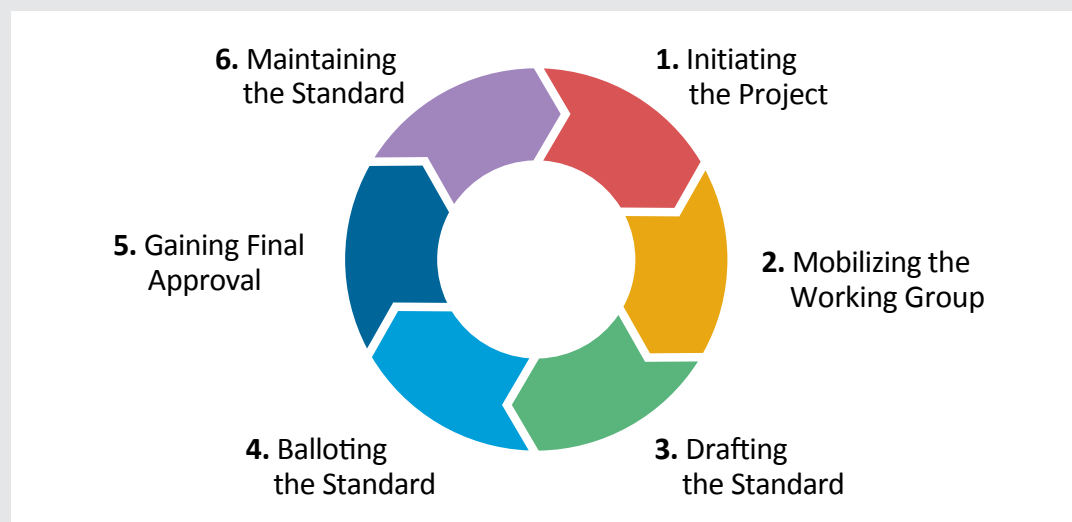 1. Initiating
the Project
2. Mobilizing the
Working Group
3. Drafting
the Standard
4. Balloting
the Standard
5. Gaining Final
Approval
6. Maintaining
the Standard